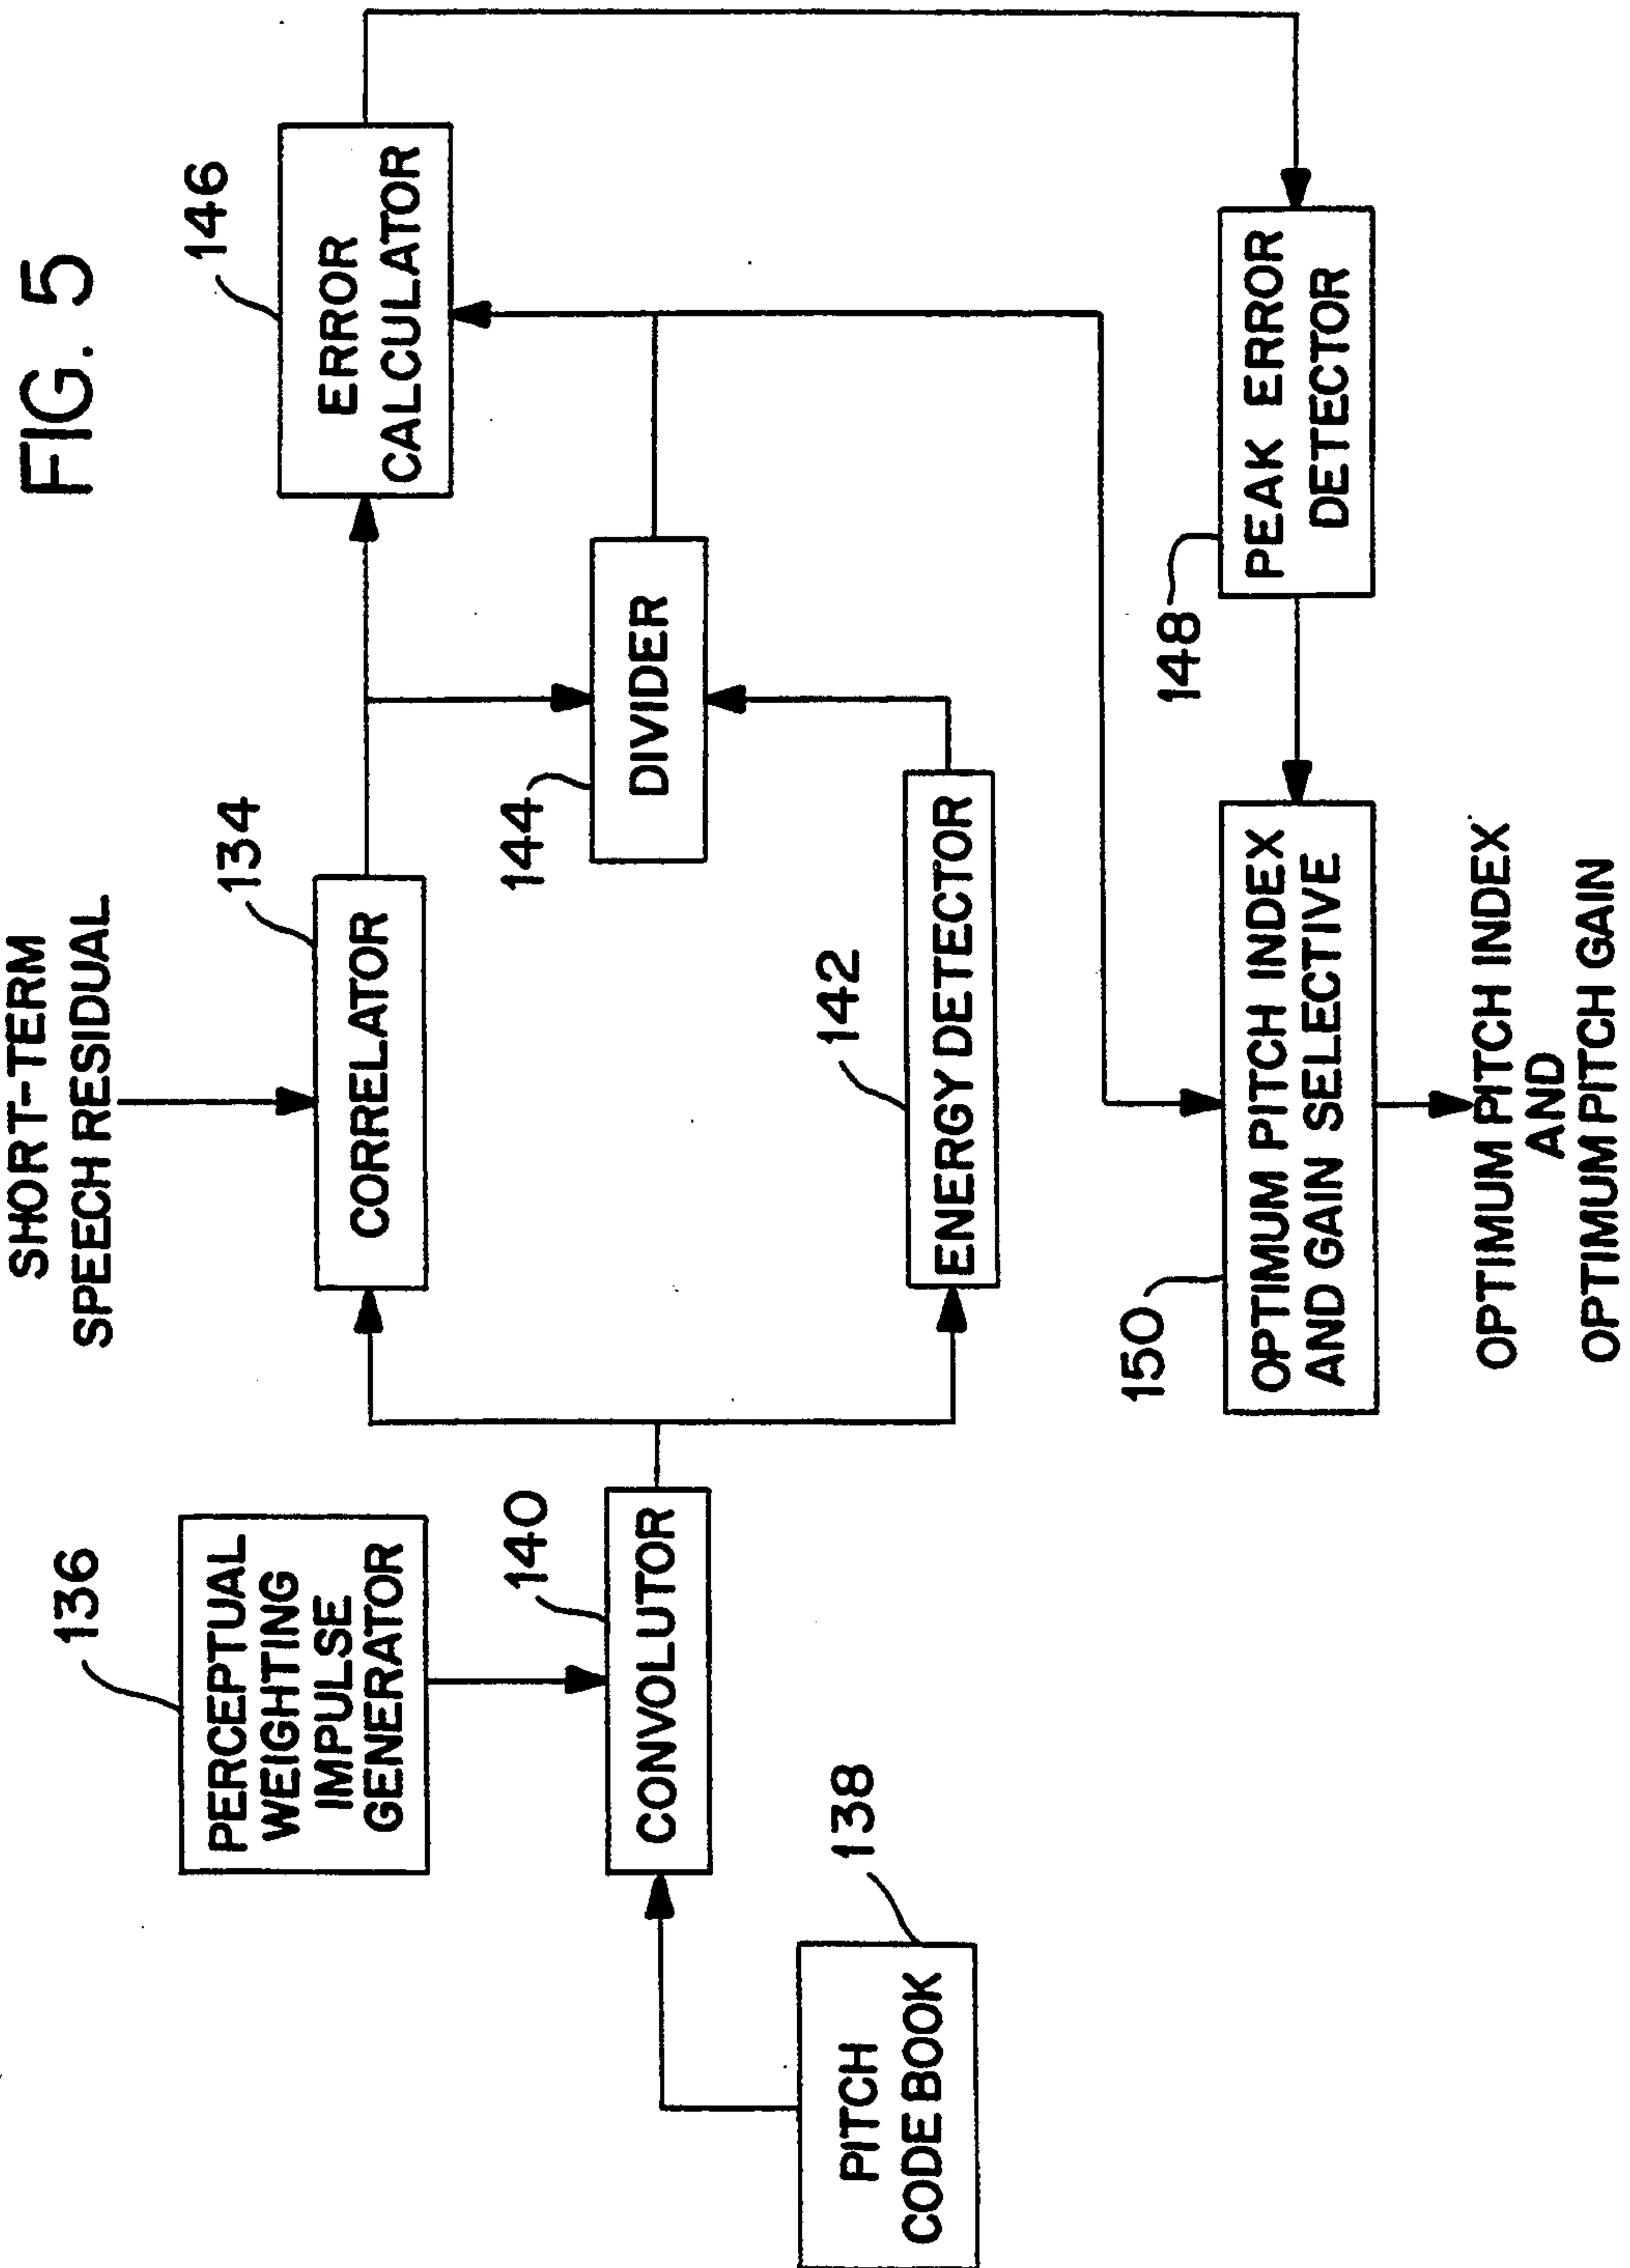 FIG. 5
SHORT-TERM
SPEECH RESIDUAL
136
PERCEPTUAL
WEIGHTING
IMPULSE
GENERATOR
134
CORRELATOR
146
ERROR
CALCULATOR
140
CONVOLUTOR
144
DIVIDER
138
PITCH
CODE BOOK
142
ENERGY DETECTOR
150
OPTIMUM PITCH INDEX
AND GAIN SELECTIVE
148
PEAK ERROR
DETECTOR
OPTIMUM PITCH INDEX
AND
OPTIMUM PITCH GAIN